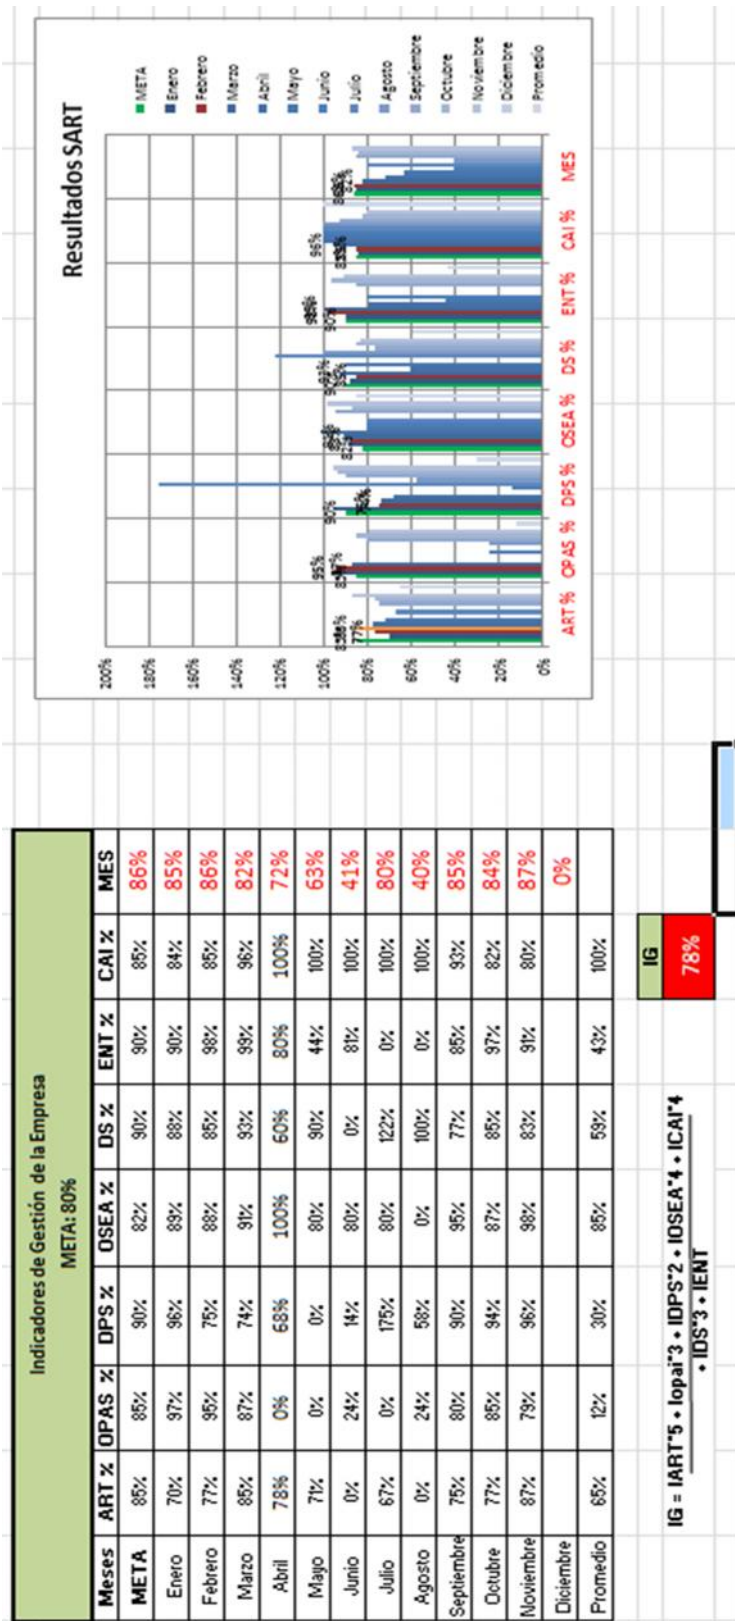 Indicadores de Gestión de la Empresa
META: 80%
Meses ART % OPAS % DPS % OSEA % DS % ENT % CAI % MES
META 85% 85% 90% 82% 90% 90% 85% 86%
Enero 70% 97% 96% 89% 88% 90% 84% 85%
Febrero 77% 95% 75% 88% 85% 98% 85% 86%
Marzo 85% 87% 74% 91% 93% 99% 96% 82%
Abril 78% 0% 68% 100% 60% 80% 100% 72%
Mayo 71% 0% 0% 80% 90% 44% 100% 63%
Junio 0% 24% 14% 80% 0% 81% 100% 41%
Julio 67% 0% 175% 80% 122% 0% 100% 80%
Agosto 0% 24% 58% 0% 100% 0% 100% 40%
Septiembre 75% 80% 90% 95% 77% 85% 93% 85%
Octubre 77% 85% 94% 87% 85% 97% 82% 84%
Noviembre 87% 79% 96% 98% 83% 91% 80% 87%
Diciembre 0%
Promedio 65% 12% 30% 85% 59% 43% 100%
IG = IART*5 + Iopai*3 + IDPS*2 + IOSEA*4 + ICAI*4
+ IDS*3 + IENT
IG
78%
Resultados SART
200%
180%
160%
140%
120%
100%
80%
60%
40%
20%
0%
77%
95%
90%
82%
90%
90%
96%
82%
ART % OPAS % DPS % OSEA % DS % ENT % CAI % MES
META
Enero
Febrero
Marzo
Abril
Mayo
Junio
Julio
Agosto
Septiembre
Octubre
Noviembre
Diciembre
Promedio